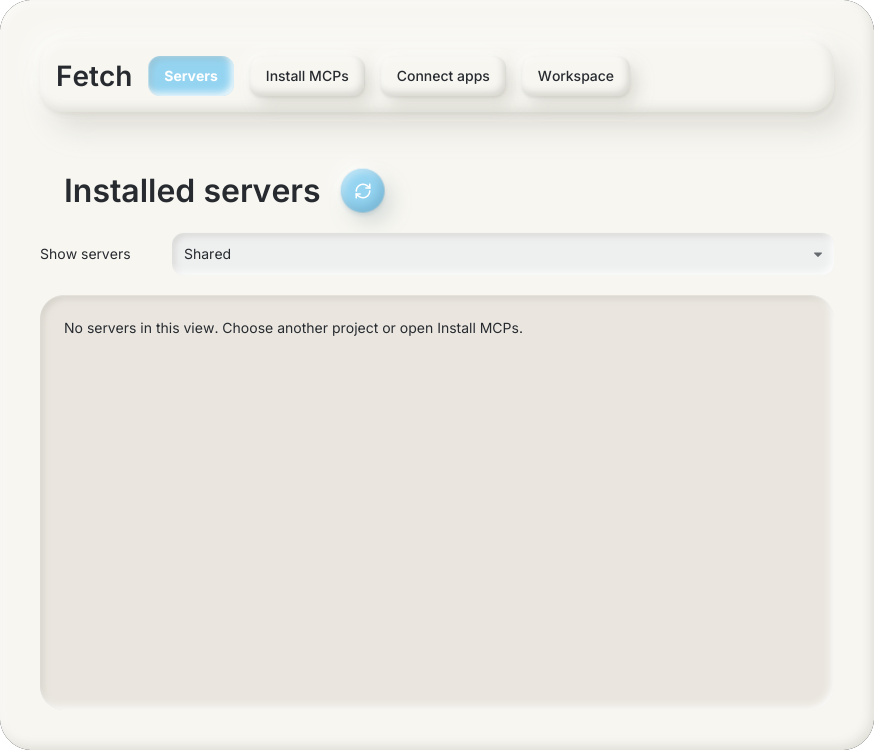 Fetch
Servers
Install MCPs
Connect apps
Workspace
Installed servers
Show servers
Shared
No servers in this view. Choose another project or open Install MCPs.